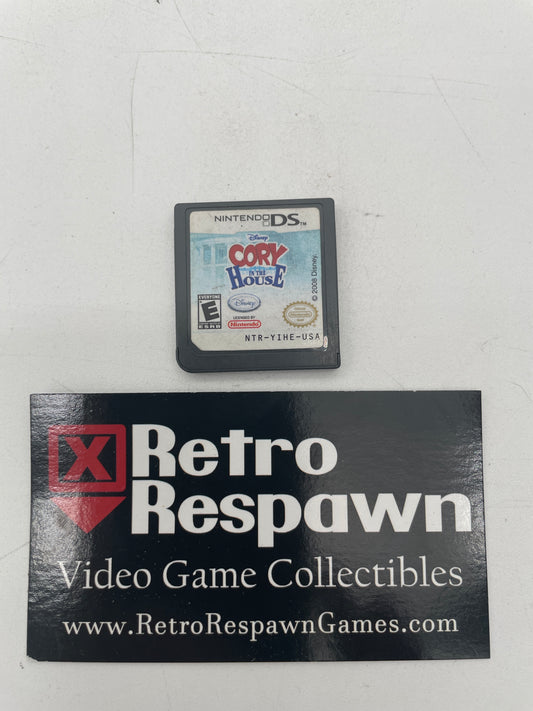 NINTENDO DS™
Disney
CORY
IN THE
HOUSE
© 2008 Disney.
EVERYONE
E
ESRB
Disney
LICENSED BY
Nintendo
NTR-YIHE-USA
X Retro
Respawn
Video Game Collectibles
www.RetroRespawnGames.com